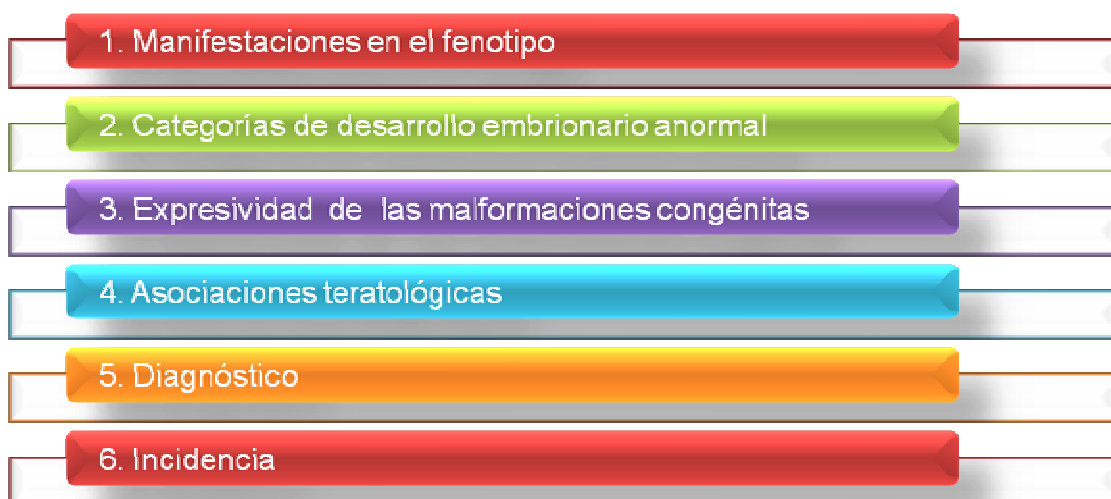 1. Manifestaciones en el fenotipo
2. Categorías de desarrollo embrionario anormal
3. Expresividad de las malformaciones congénitas
4. Asociaciones teratológicas
5. Diagnóstico
6. Incidencia